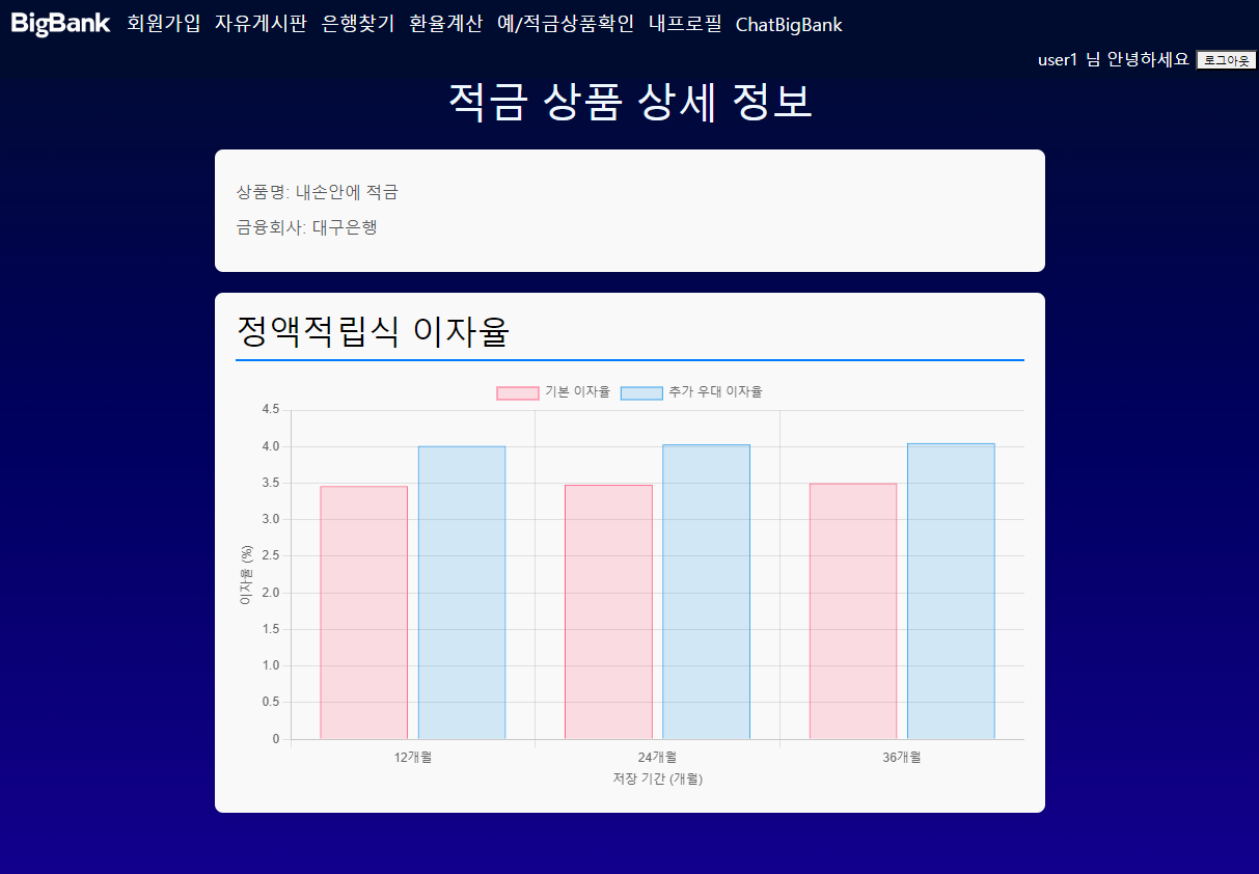 BigBank 회원가입 자유게시판 은행찾기 환율계산 예/적금상품확인 내프로필 ChatBigBank
user1 님 안녕하세요 로그아웃
적금 상품 상세 정보
상품명: 내손안에 적금
금융회사: 대구은행
정액적립식 이자율
기본 이자율 추가 우대 이자율
4.5
4.0
3.5
3.0
2.5
2.0
1.5
1.0
0.5
0
이자율 (%)
12개월 24개월 36개월
저장 기간 (개월)